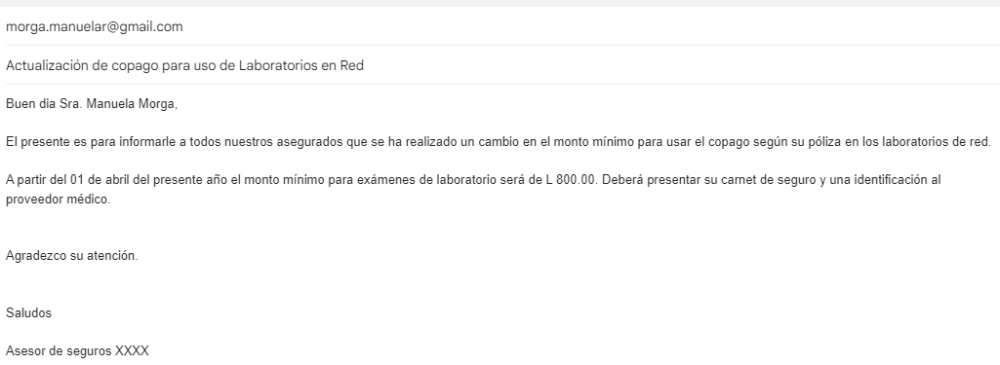 morga.manuelar@gmail.com
Actualización de copago para uso de Laboratorios en Red
Buen dia Sra. Manuela Morga,
El presente es para informarle a todos nuestros asegurados que se ha realizado un cambio en el monto mínimo para usar el copago según su póliza en los laboratorios de red.
A partir del 01 de abril del presente año el monto mínimo para exámenes de laboratorio será de L 800.00. Deberá presentar su carnet de seguro y una identificación al
proveedor médico.
Agradezco su atención.
Saludos
Asesor de seguros XXXX